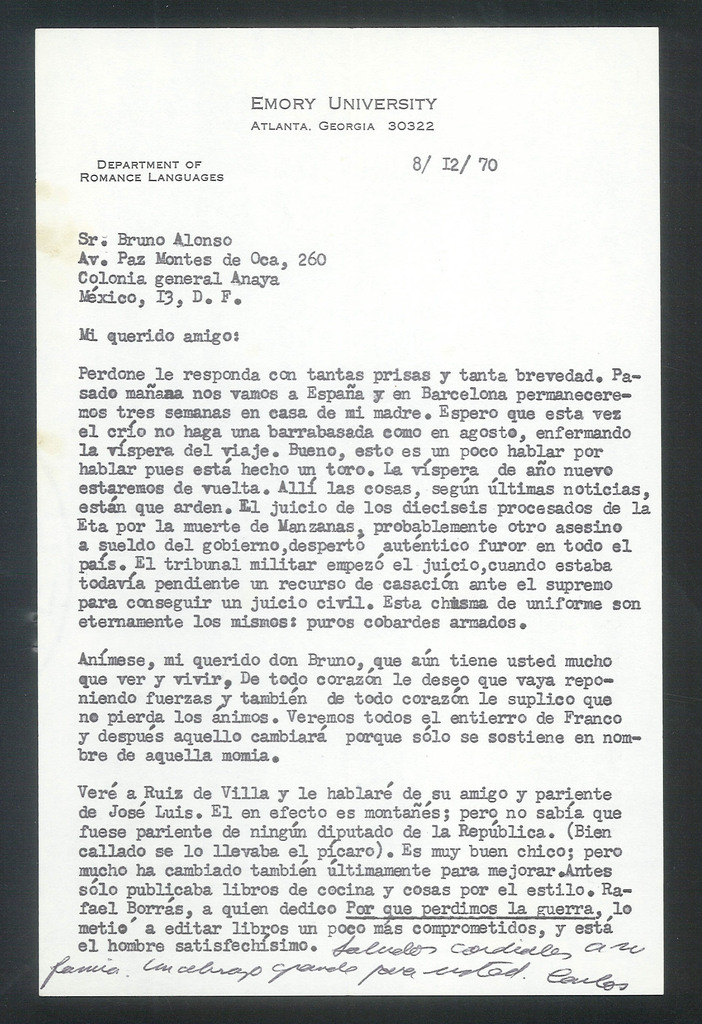 EMORY UNIVERSITY
ATLANTA, GEORGIA 30322
DEPARTMENT OF
ROMANCE LANGUAGES
8/ I2/ 70
Sr. Bruno Alonso
Av. Paz Montes de Oca, 260
Colonia general Anaya
México, I3, D. F.
Mi querido amigo:
Perdone le responda con tantas prisas y tanta brevedad. Pa-
sado mañana nos vamos a España y en Barcelona permanecere-
mos tres semanas en casa de mi madre. Espero que esta vez
el crío no haga una barrabasada como en agosto, enfermando
la víspera del viaje. Bueno, esto es un poco hablar por
hablar pues está hecho un toro. La víspera de año nuevo
estaremos de vuelta. Allí las cosas, según últimas noticias,
están que arden. El juicio de los dieciseis procesados de la
Eta por la muerte de Manzanas, probablemente otro asesino
a sueldo del gobierno,despertó auténtico furor en todo el
país. El tribunal militar empezó el juicio,cuando estaba
todavía pendiente un recurso de casación ante el supremo
para conseguir un juicio civil. Esta chusma de uniforme son
eternamente los mismos: puros cobardes armados.
Anímese, mi querido don Bruno, que aún tiene usted mucho
que ver y vivir, De todo corazón le deseo que vaya repo-
niendo fuerzas y también de todo corazón le suplico que
no pierda los ánimos. Veremos todos el entierro de Franco
y después aquello cambiará porque sólo se sostiene en nom-
bre de aquella momia.
Veré a Ruiz de Villa y le hablaré de su amigo y pariente
de José Luis. El en efecto es montañés; pero no sabía que
fuese pariente de ningún diputado de la República. (Bien
callado se lo llevaba el pícaro). Es muy buen chico; pero
mucho ha cambiado también últimamente para mejorar.Antes
sólo publicaba libros de cocina y cosas por el estilo. Ra-
fael Borrás, a quien dedico Por que perdimos la guerra, lo
metió a editar libros un poco más comprometidos, y está
el hombre satisfechísimo. Saludos cordiales a su
familia. Un abrazo grande para usted. Carlos